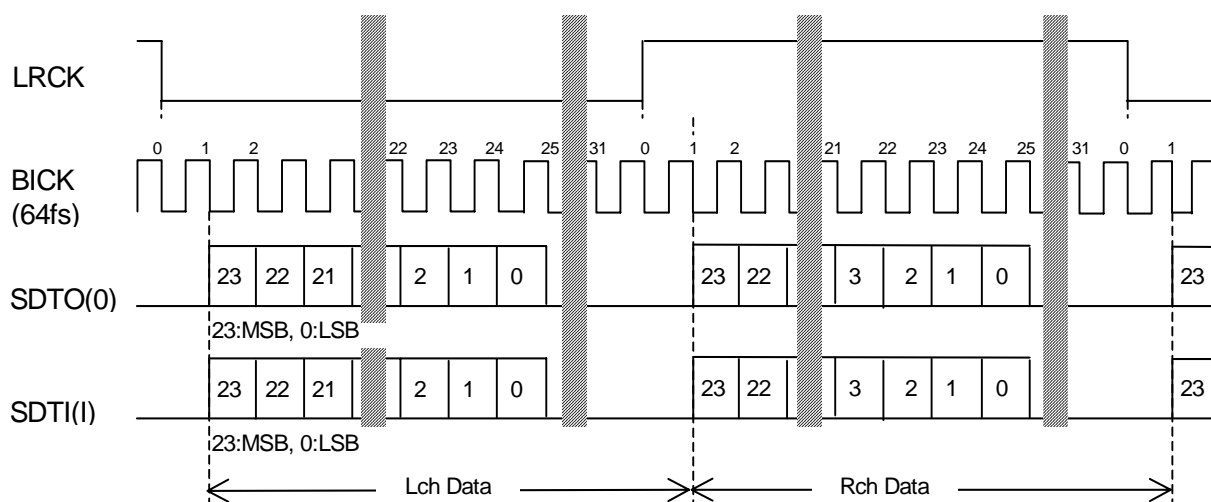 LRCK
0 1 2 22 23 24 25 31 0 1 2 21 22 23 24 25 31 0 1
BICK
(64fs)
SDTO(0) 23 22 21 2 1 0 23 22 3 2 1 0 23
23:MSB, 0:LSB
SDTI(I) 23 22 21 2 1 0 23 22 3 2 1 0 23
23:MSB, 0:LSB
Lch Data Rch Data